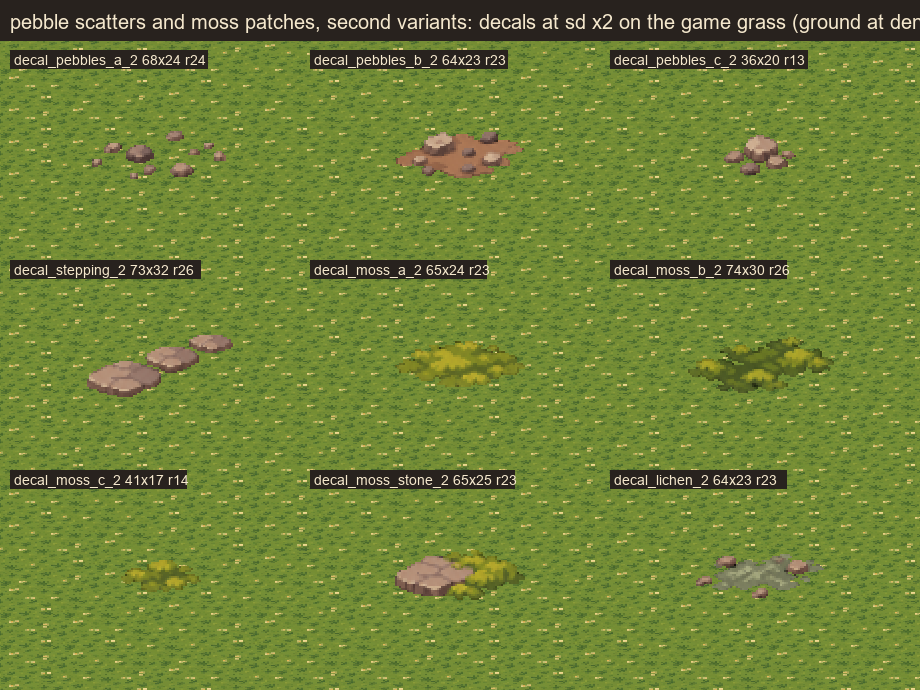 pebble scatters and moss patches, second variants: decals at sd x2 on the game grass (ground at den
decal_pebbles_a_2 68x24 r24
decal_pebbles_b_2 64x23 r23
decal_pebbles_c_2 36x20 r13
decal_stepping_2 73x32 r26
decal_moss_a_2 65x24 r23
decal_moss_b_2 74x30 r26
decal_moss_c_2 41x17 r14
decal_moss_stone_2 65x25 r23
decal_lichen_2 64x23 r23